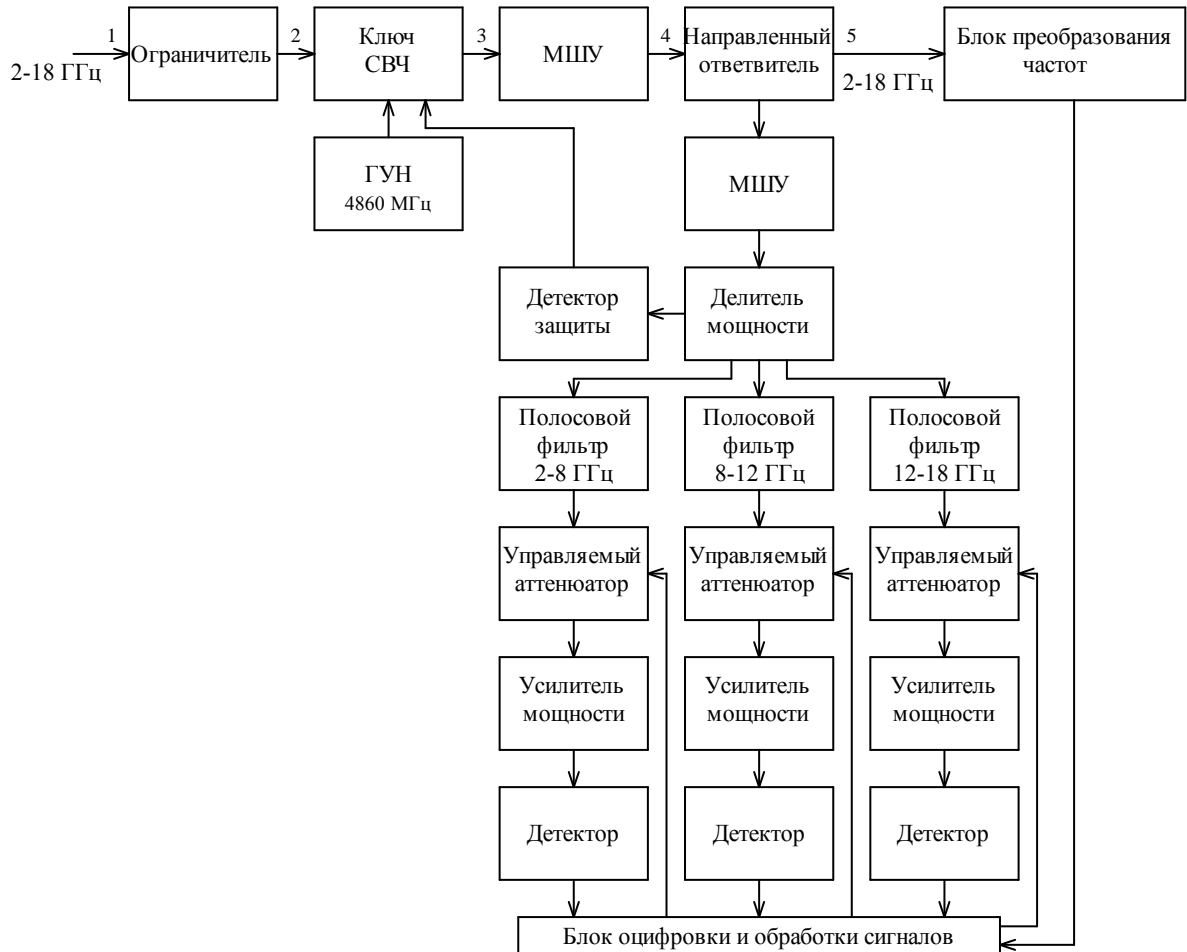 1
2-18 ГГц
Ограничитель
2
Ключ
СВЧ
3
МШУ
4
Направленный
ответвитель
5
2-18 ГГц
Блок преобразования
частот
ГУН
4860 МГц
МШУ
Детектор
защиты
Делитель
мощности
Полосовой
фильтр
2-8 ГГц
Полосовой
фильтр
8-12 ГГц
Полосовой
фильтр
12-18 ГГц
Управляемый
аттенюатор
Управляемый
аттенюатор
Управляемый
аттенюатор
Усилитель
мощности
Усилитель
мощности
Усилитель
мощности
Детектор
Детектор
Детектор
Блок оцифровки и обработки сигналов